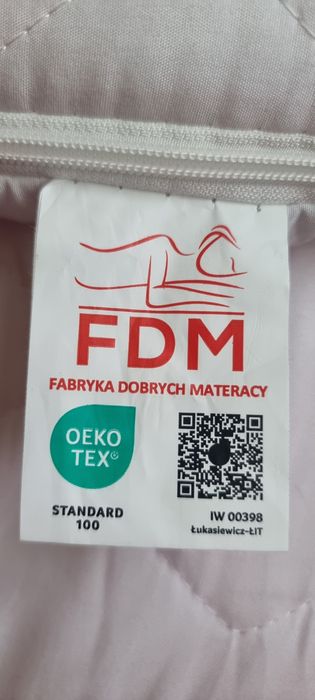 FDM
FABRYKA DOBRYCH MATERACY
OEKO
TEX®
STANDARD
100
IW 00398
Łukasiewicz-ŁIT